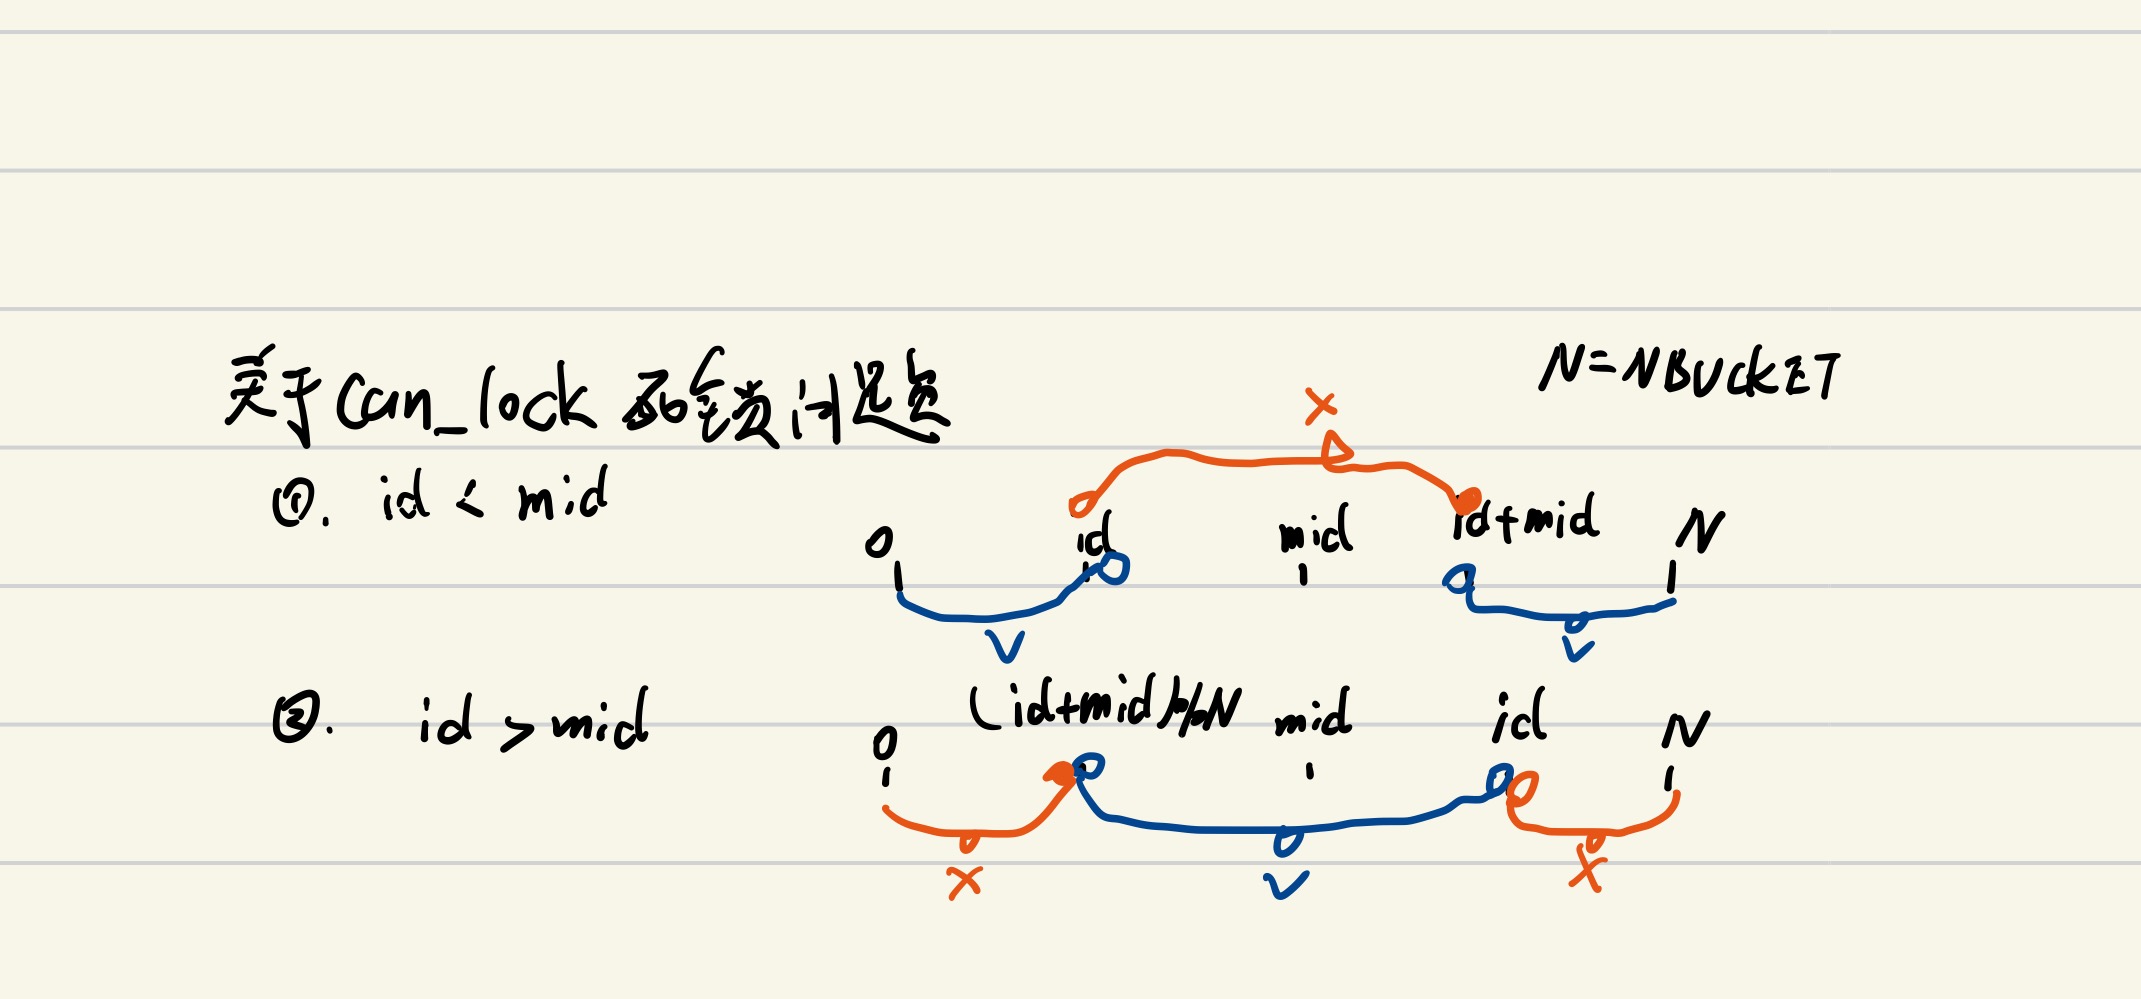 关于Can_lock 死锁问题
N=NBUCKET
×
①. id < mid
0 id mid id+mid N
✓ ✓
②. id > mid
0 (id+mid)%N mid id N
× ✓ ×